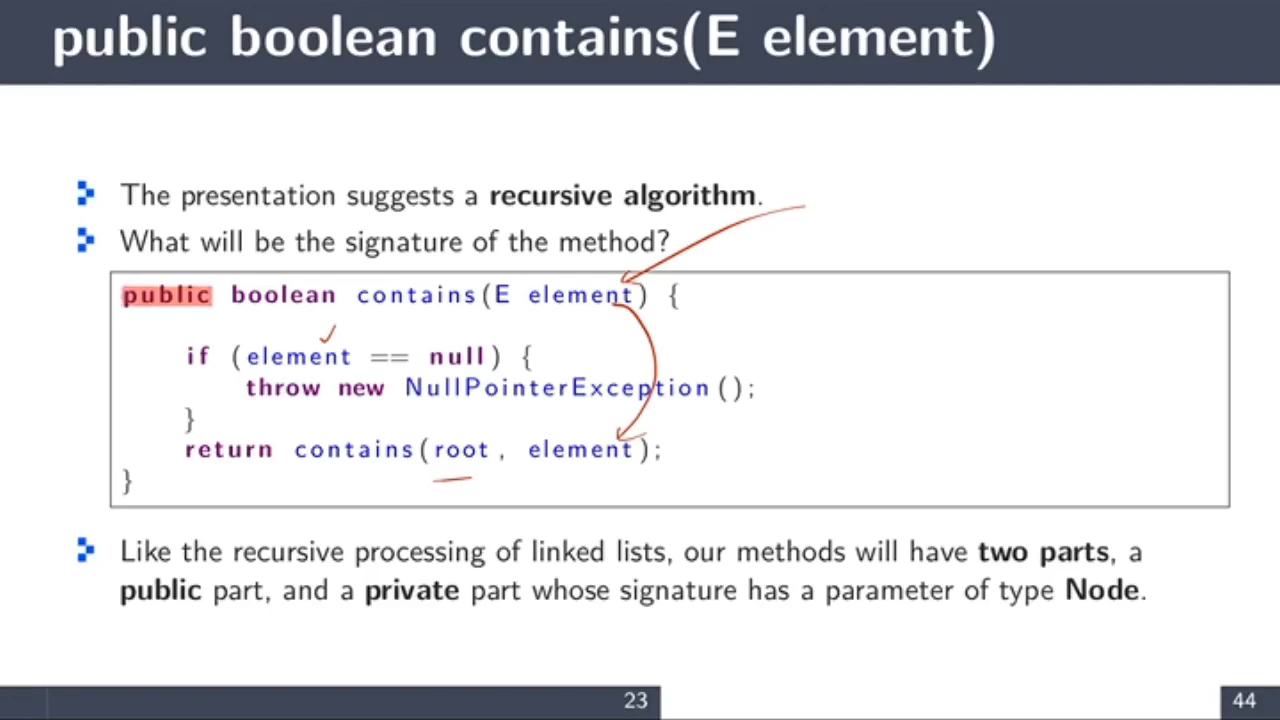 public boolean contains(E element)
The presentation suggests a recursive algorithm.
What will be the signature of the method?
public boolean contains(E element) {
if (element == null) {
throw new NullPointerException();
}
return contains(root, element);
}
Like the recursive processing of linked lists, our methods will have two parts, a
public part, and a private part whose signature has a parameter of type Node.
23
44